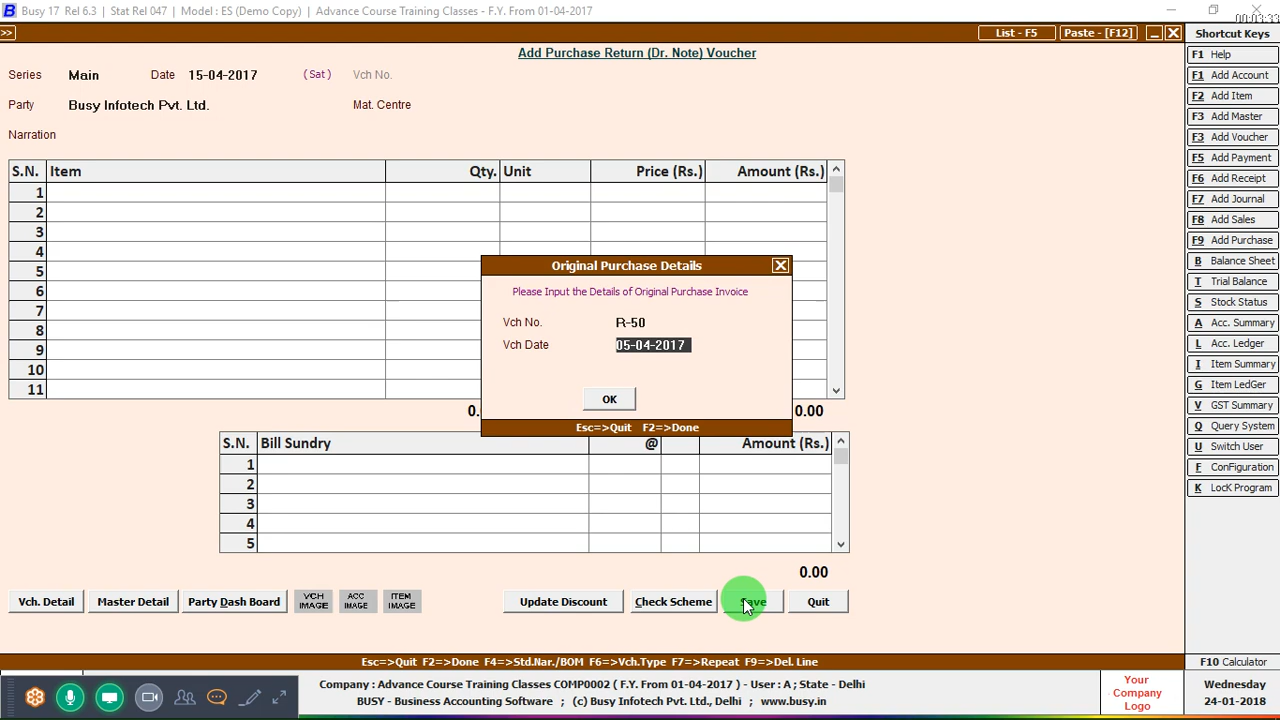 Busy 17 Rel 6.3 | Stat Rel 047 | Model : ES (Demo Copy) | Advance Course Training Classes - F.Y. From 01-04-2017
00:03:33
>>
List - F5
Paste - [F12]
Shortcut Keys
Add Purchase Return (Dr. Note) Voucher
Series Main Date 15-04-2017 (Sat) Vch No.
Party Busy Infotech Pvt. Ltd. Mat. Centre
Narration
S.N. Item Qty. Unit Price (Rs.) Amount (Rs.)
1
2
3
4
5
6
7
8
9
10
11
Original Purchase Details
Please Input the Details of Original Purchase Invoice
Vch No. R-50
Vch Date 05-04-2017
OK
Esc=>Quit F2=>Done
0. 0.00
S.N. Bill Sundry @ Amount (Rs.)
1
2
3
4
5
0.00
Vch. Detail Master Detail Party Dash Board VCH IMAGE ACC IMAGE ITEM IMAGE Update Discount Check Scheme Save Quit
Esc=>Quit F2=>Done F4=>Std.Nar./BOM F6=>Vch.Type F7=>Repeat F9=>Del. Line
F1 Help
F1 Add Account
F2 Add Item
F3 Add Master
F3 Add Voucher
F5 Add Payment
F6 Add Receipt
F7 Add Journal
F8 Add Sales
F9 Add Purchase
B Balance Sheet
T Trial Balance
S Stock Status
A Acc. Summary
L Acc. Ledger
I Item Summary
G Item LedGer
V GST Summary
Q Query System
U Switch User
F ConFiguration
K LocK Program
F10 Calculator
Company : Advance Course Training Classes COMP0002 ( F.Y. From 01-04-2017 ) - User : A ; State - Delhi
BUSY - Business Accounting Software ; (c) Busy Infotech Pvt. Ltd., Delhi ; www.busy.in
Your
Company
Logo
Wednesday
24-01-2018